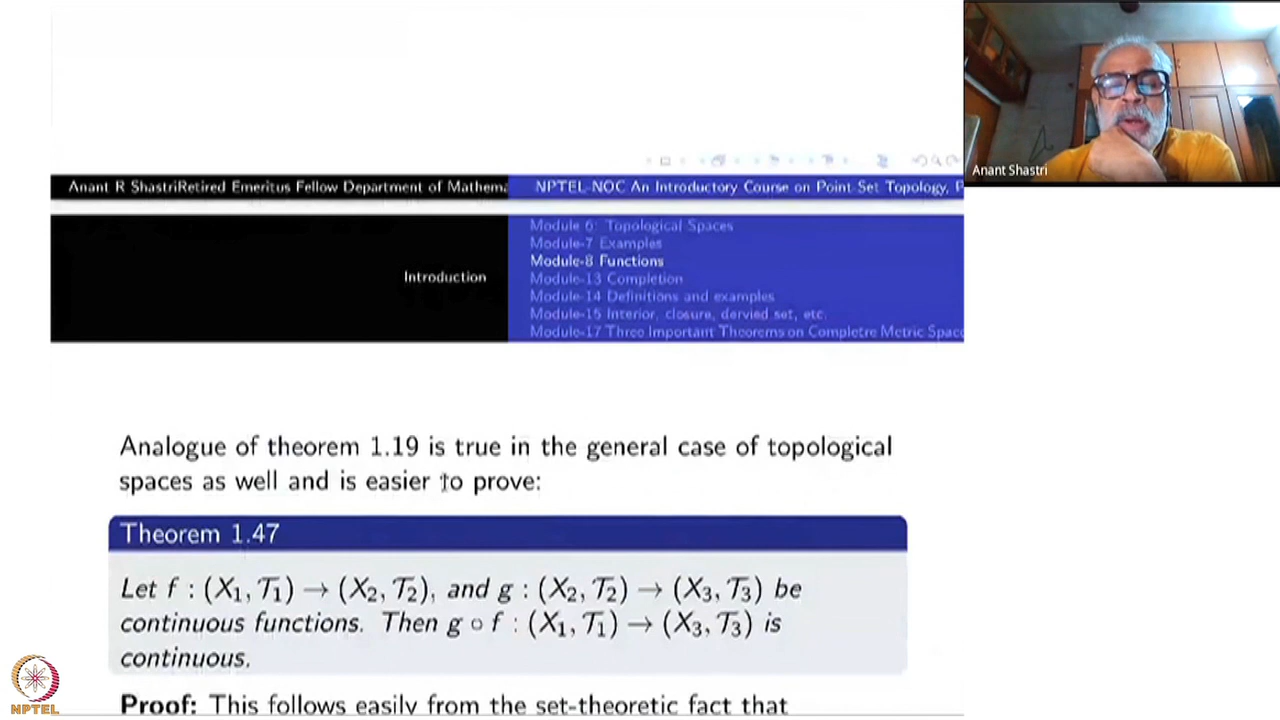 Anant Shastri
Anant R ShastriRetired Emeritus Fellow Department of Mathema
NPTEL-NOC An Introductory Course on Point Set Topology, P
Introduction
Module 6: Topological Spaces
Module-7 Examples
Module-8 Functions
Module-13 Completion
Module-14 Definitions and examples
Module-15 Interior, closure, dervied set, etc.
Module-17 Three Important Theorems on Completre Metric Spac
Analogue of theorem 1.19 is true in the general case of topological
spaces as well and is easier to prove:
Theorem 1.47
Let f : (X₁, 𝒯₁) → (X₂, 𝒯₂), and g : (X₂, 𝒯₂) → (X₃, 𝒯₃) be
continuous functions. Then g ∘ f : (X₁, 𝒯₁) → (X₃, 𝒯₃) is
continuous.
Proof: This follows easily from the set-theoretic fact that
NPTEL